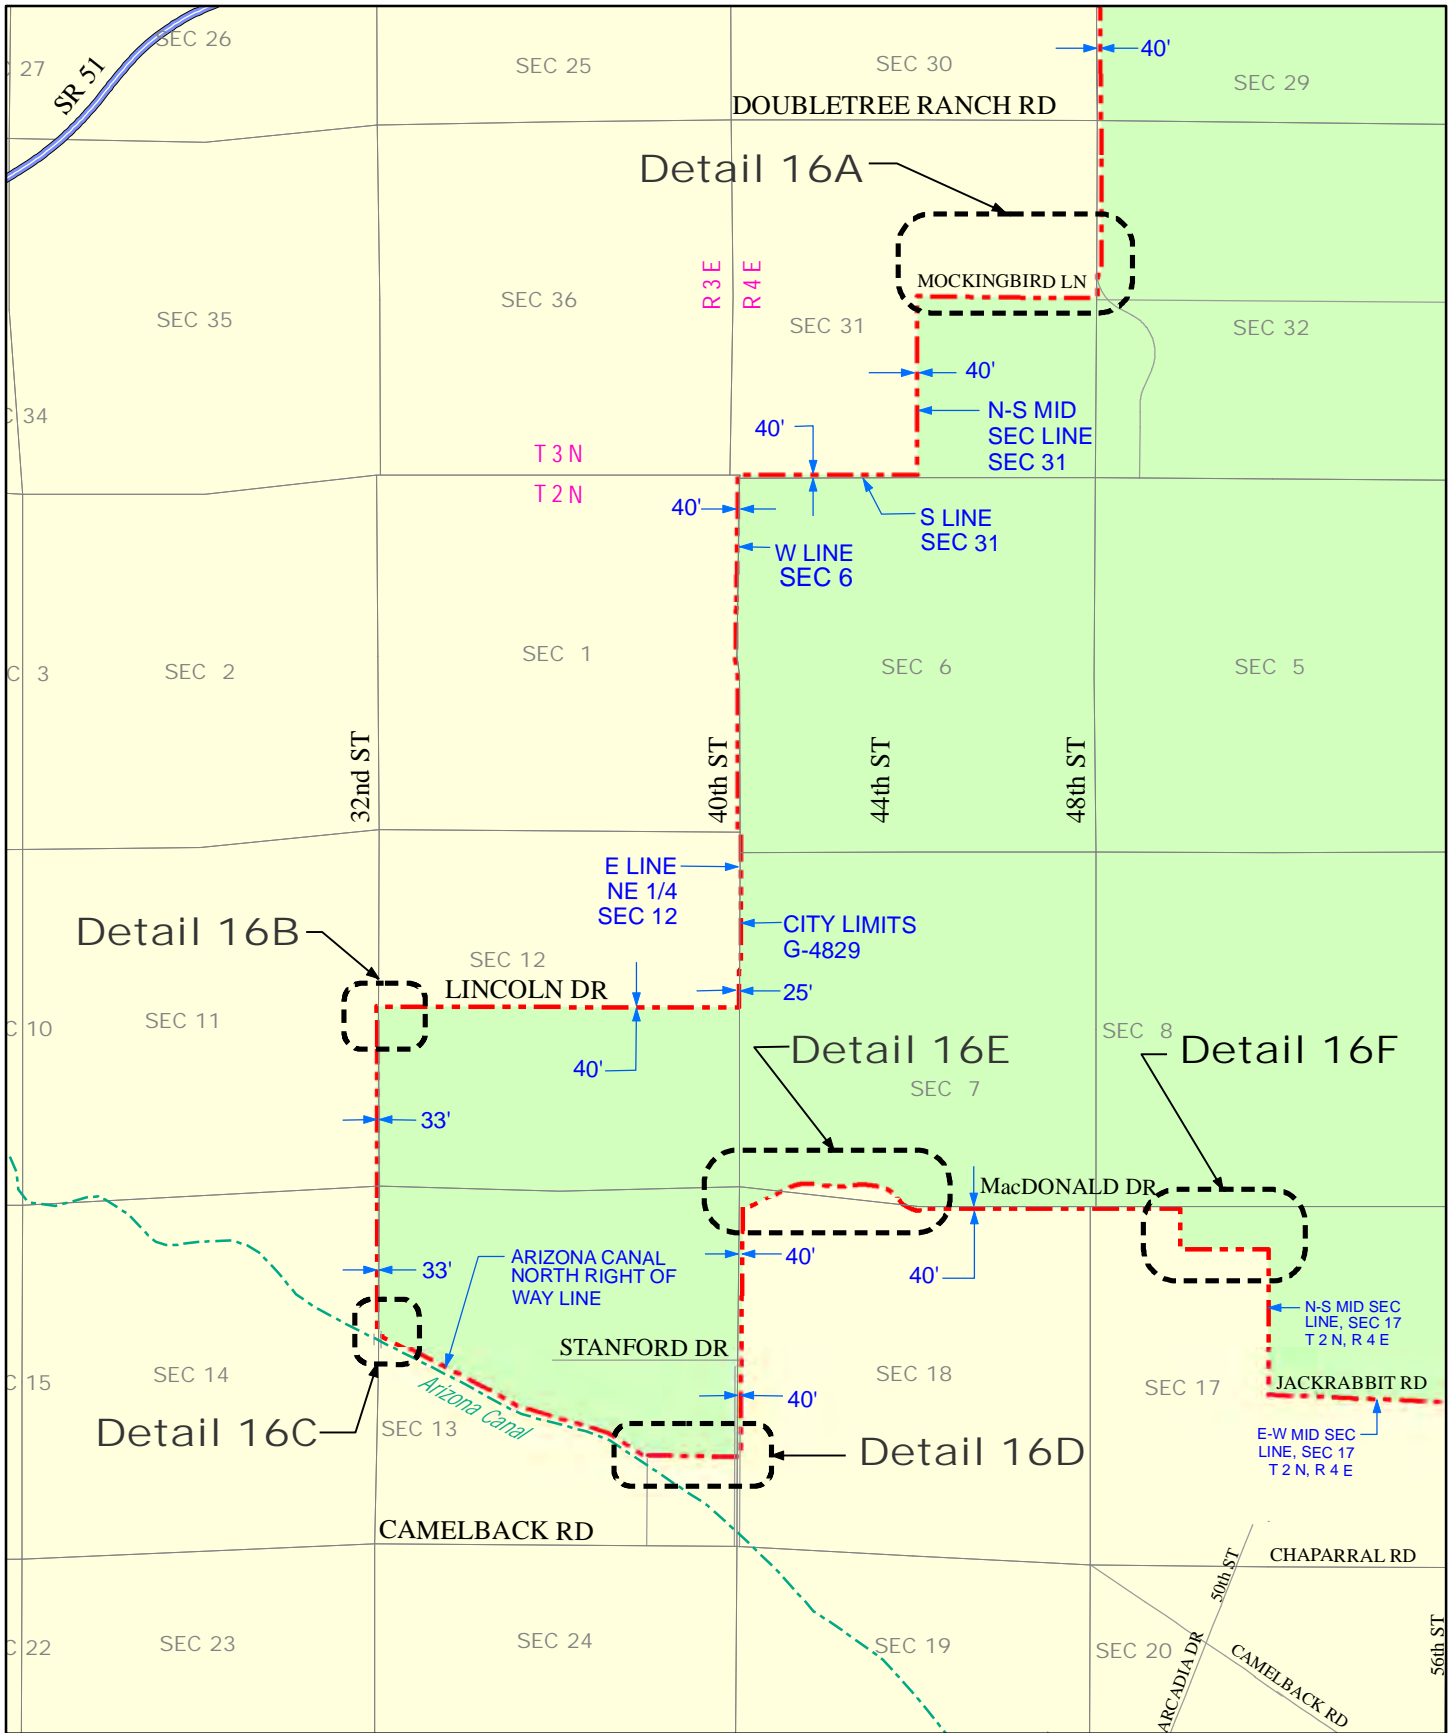 SEC 26
27
SR 51
SEC 25
SEC 30
40'
SEC 29
DOUBLETREE RANCH RD
Detail 16A
R 3 E
R 4 E
MOCKINGBIRD LN
SEC 36
SEC 35
SEC 31
SEC 32
C 34
40'
N-S MID
SEC LINE
SEC 31
40'
T 3 N
T 2 N
40'
S LINE
SEC 31
W LINE
SEC 6
SEC 1
SEC 2
C 3
SEC 6
SEC 5
32nd ST
40th ST
44th ST
48th ST
E LINE
NE 1/4
SEC 12
CITY LIMITS
G-4829
Detail 16B
SEC 12
LINCOLN DR
25'
C 10
SEC 11
SEC 8
Detail 16E
Detail 16F
40'
SEC 7
33'
MacDONALD DR
33'
ARIZONA CANAL
NORTH RIGHT OF
WAY LINE
40'
40'
N-S MID SEC
LINE, SEC 17
T 2 N, R 4 E
STANFORD DR
C 15
SEC 14
SEC 18
SEC 17
JACKRABBIT RD
Arizona Canal
40'
Detail 16C
SEC 13
Detail 16D
E-W MID SEC
LINE, SEC 17
T 2 N, R 4 E
CAMELBACK RD
CHAPARRAL RD
50th ST
C 22
SEC 23
SEC 24
SEC 19
SEC 20
ARCADIA DR
CAMELBACK RD
56th ST